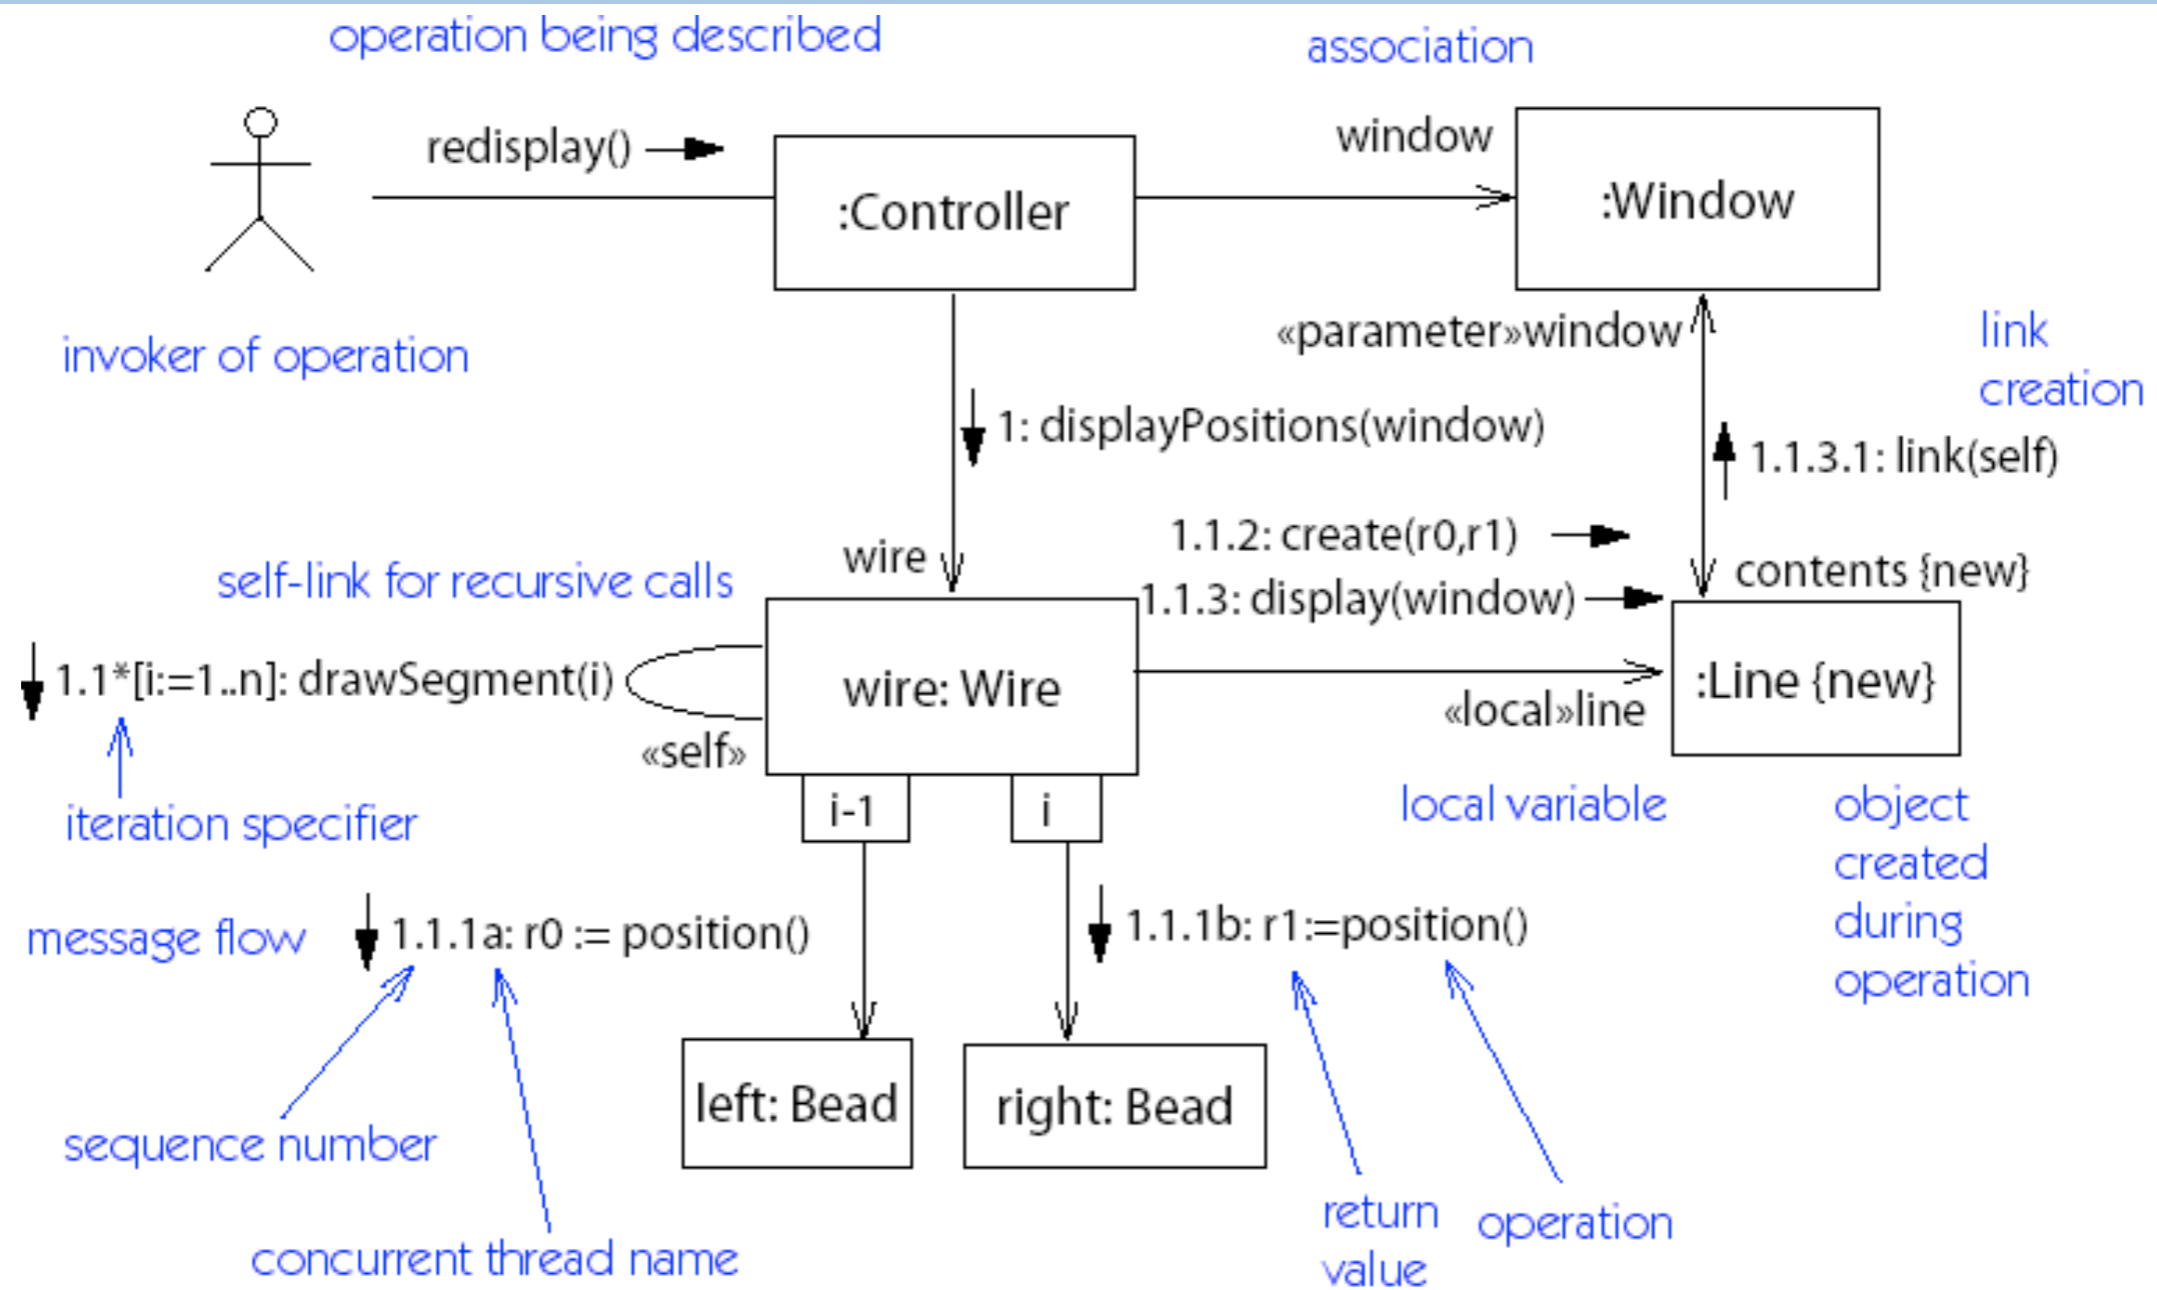 operation being described
association
redisplay()
window
:Controller
:Window
invoker of operation
«parameter»window
link
creation
1: displayPositions(window)
1.1.3.1: link(self)
1.1.2: create(r0,r1)
wire
contents {new}
self-link for recursive calls
1.1.3: display(window)
1.1*[i:=1..n]: drawSegment(i)
wire: Wire
:Line {new}
«local»line
«self»
i-1
i
iteration specifier
local variable
object
created
during
operation
message flow
1.1.1a: r0 := position()
1.1.1b: r1:=position()
left: Bead
right: Bead
sequence number
concurrent thread name
return
value
operation